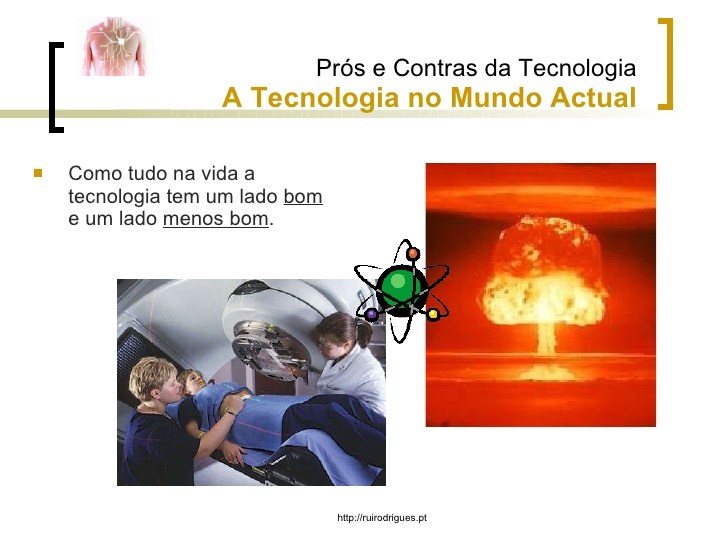 Prós e Contras da Tecnologia
A Tecnologia no Mundo Actual
Como tudo na vida a
tecnologia tem um lado bom
e um lado menos bom.
http://ruirodrigues.pt